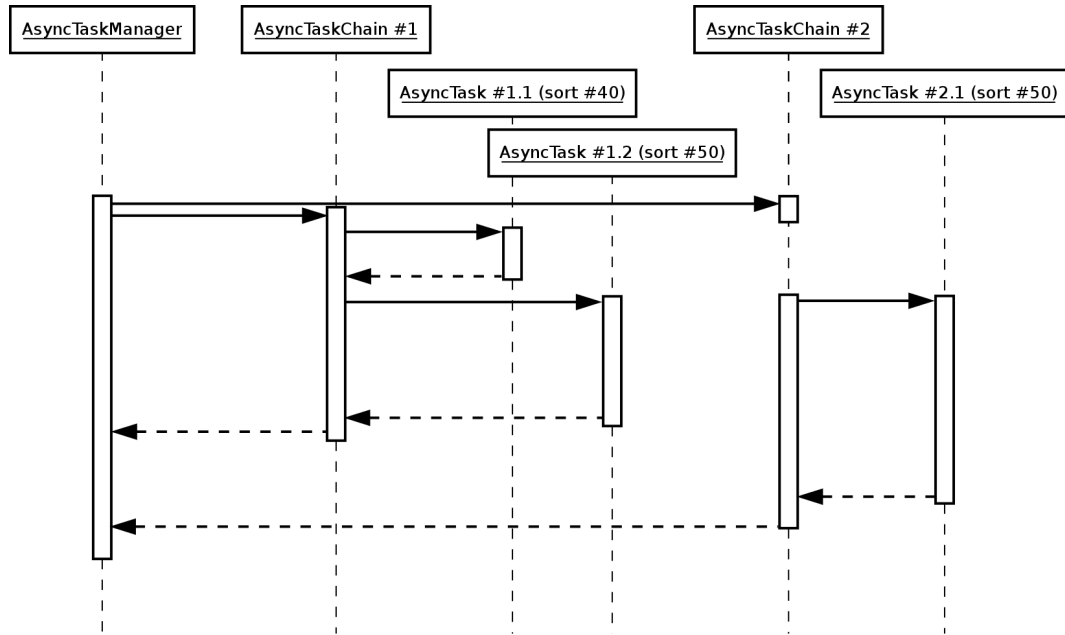 AsyncTaskManager
AsyncTaskChain #1
AsyncTaskChain #2
AsyncTask #1.1 (sort #40)
AsyncTask #2.1 (sort #50)
AsyncTask #1.2 (sort #50)